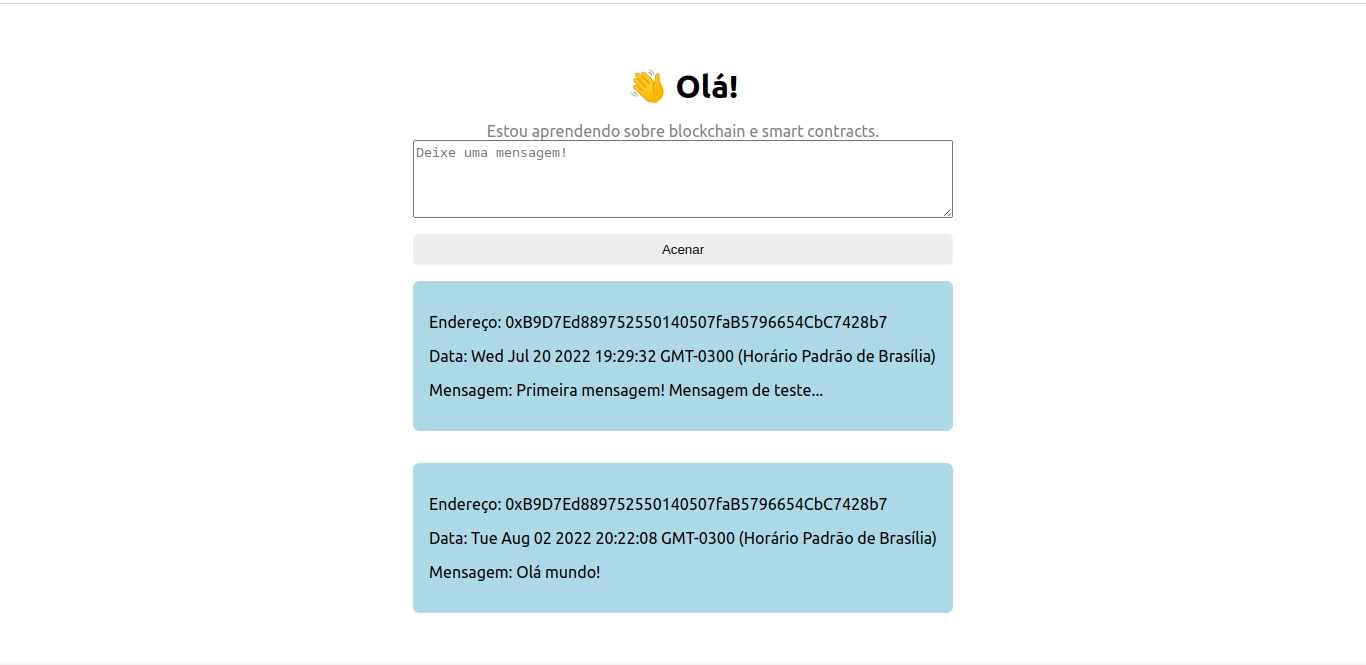 👋 Olá!
Estou aprendendo sobre blockchain e smart contracts.
Deixe uma mensagem!
Acenar
Endereço: 0xB9D7Ed889752550140507faB5796654CbC7428b7
Data: Wed Jul 20 2022 19:29:32 GMT-0300 (Horário Padrão de Brasília)
Mensagem: Primeira mensagem! Mensagem de teste...
Endereço: 0xB9D7Ed889752550140507faB5796654CbC7428b7
Data: Tue Aug 02 2022 20:22:08 GMT-0300 (Horário Padrão de Brasília)
Mensagem: Olá mundo!